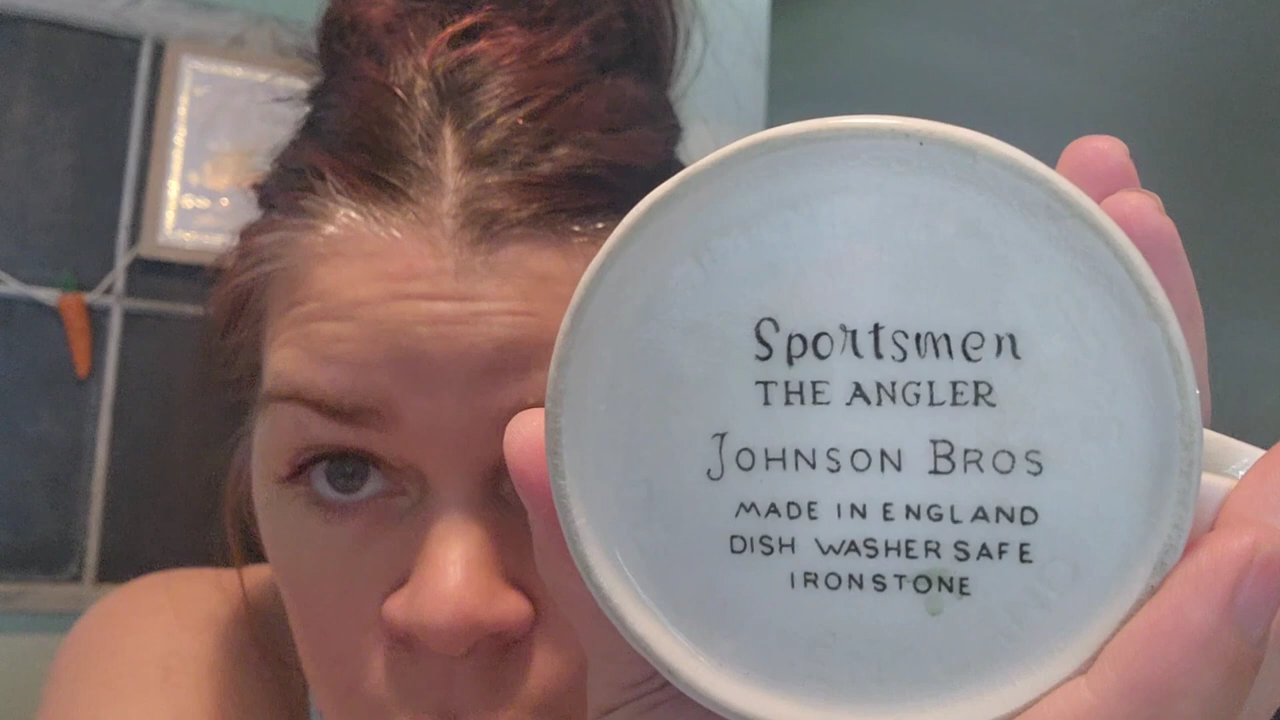 Sportsmen
THE ANGLER
JOHNSON BROS
MADE IN ENGLAND
DISH WASHER SAFE
IRONSTONE